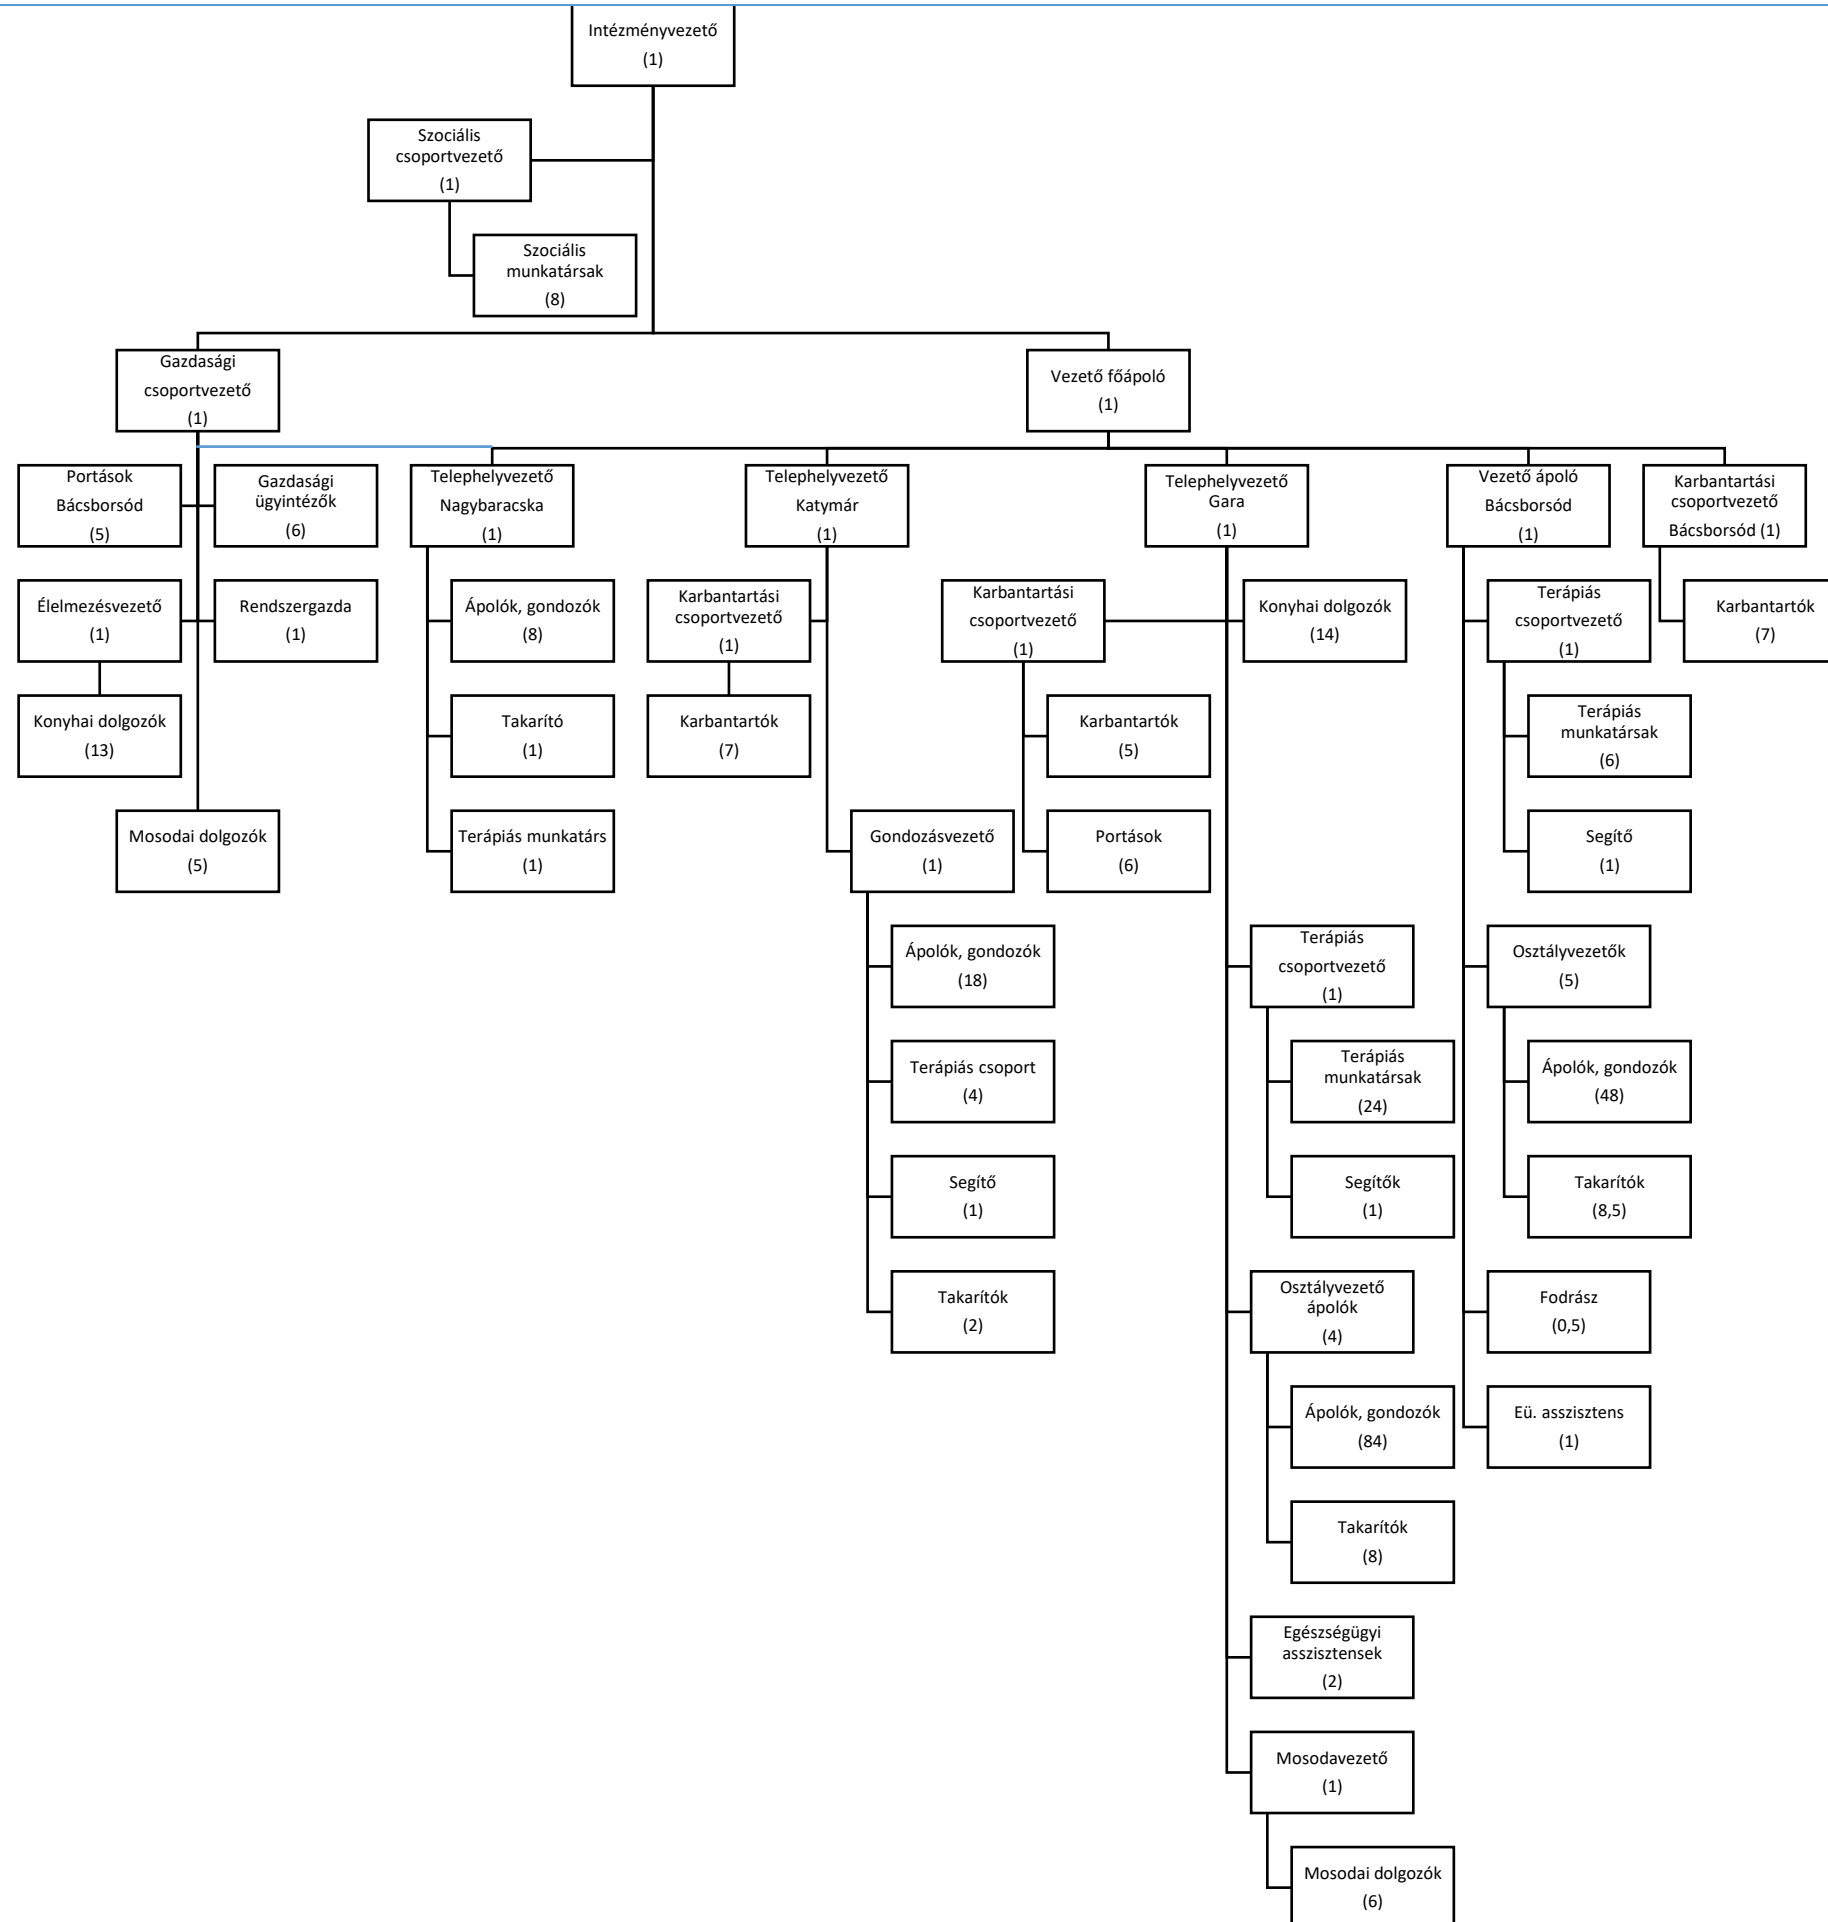 Intézményvezető
(1)
Szociális
csoportvezető
(1)
Szociális
munkatársak
(8)
Gazdasági
csoportvezető
(1)
Vezető főápoló
(1)
Portások
Bácsborsód
(5)
Gazdasági
ügyintézők
(6)
Telephelyvezető
Nagybaracska
(1)
Telephelyvezető
Katymár
(1)
Telephelyvezető
Gara
(1)
Vezető ápoló
Bácsborsód
(1)
Karbantartási
csoportvezető
Bácsborsód (1)
Élelmezésvezető
(1)
Rendszergazda
(1)
Ápolók, gondozók
(8)
Karbantartási
csoportvezető
(1)
Karbantartási
csoportvezető
(1)
Konyhai dolgozók
(14)
Terápiás
csoportvezető
(1)
Karbantartók
(7)
Konyhai dolgozók
(13)
Takarító
(1)
Karbantartók
(7)
Karbantartók
(5)
Terápiás
munkatársak
(6)
Mosodai dolgozók
(5)
Terápiás munkatárs
(1)
Gondozásvezető
(1)
Portások
(6)
Segítő
(1)
Ápolók, gondozók
(18)
Terápiás
csoportvezető
(1)
Osztályvezetők
(5)
Terápiás csoport
(4)
Terápiás
munkatársak
(24)
Ápolók, gondozók
(48)
Segítő
(1)
Segítők
(1)
Takarítók
(8,5)
Takarítók
(2)
Osztályvezető
ápolók
(4)
Fodrász
(0,5)
Ápolók, gondozók
(84)
Eü. asszisztens
(1)
Takarítók
(8)
Egészségügyi
asszisztensek
(2)
Mosodavezető
(1)
Mosodai dolgozók
(6)